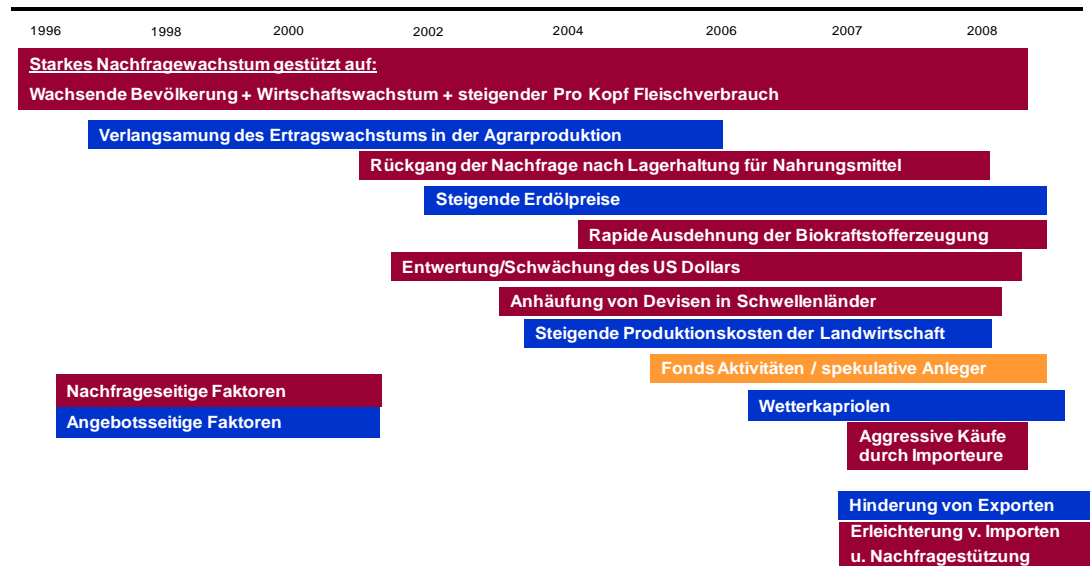 1996 1998 2000 2002 2004 2006 2007 2008
Starkes Nachfragewachstum gestützt auf:
Wachsende Bevölkerung + Wirtschaftswachstum + steigender Pro Kopf Fleischverbrauch
Verlangsamung des Ertragswachstums in der Agrarproduktion
Rückgang der Nachfrage nach Lagerhaltung für Nahrungsmittel
Steigende Erdölpreise
Rapide Ausdehnung der Biokraftstofferzeugung
Entwertung/Schwächung des US Dollars
Anhäufung von Devisen in Schwellenländer
Steigende Produktionskosten der Landwirtschaft
Fonds Aktivitäten / spekulative Anleger
Nachfrageseitige Faktoren
Angebotsseitige Faktoren
Wetterkapriolen
Aggressive Käufe
durch Importeure
Hinderung von Exporten
Erleichterung v. Importen
u. Nachfragestützung